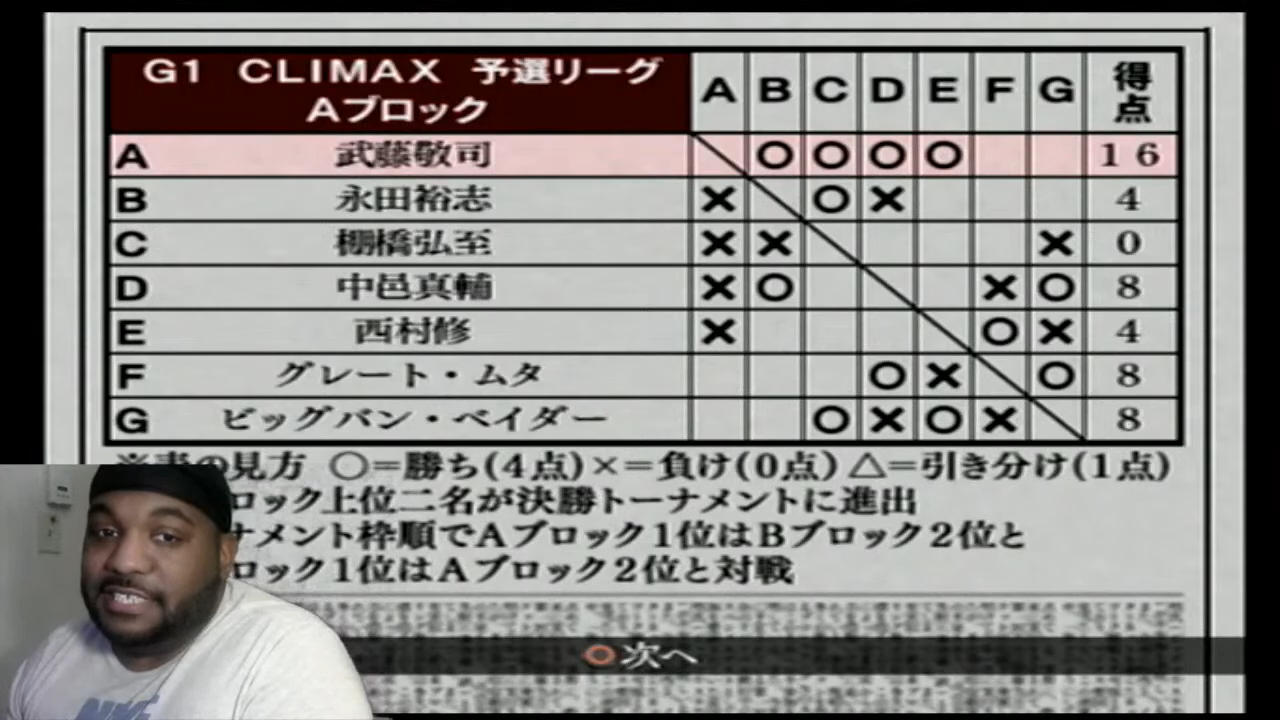 G1 CLIMAX 予選リーグ
Aブロック
A B C D E F G 得点
A 武藤敬司 ○ ○ ○ ○ 16
B 永田裕志 × ○ × 4
C 棚橋弘至 × × × 0
D 中邑真輔 × ○ × ○ 8
E 西村修 × ○ × 4
F グレート・ムタ ○ × ○ 8
G ビッグバン・ベイダー ○ × ○ × 8
※表の見方 ○=勝ち(4点)×=負け(0点)△=引き分け(1点)
ロック上位二名が決勝トーナメントに進出
ナメント枠順でAブロック1位はBブロック2位と
ロック1位はAブロック2位と対戦
○次へ
NIKE